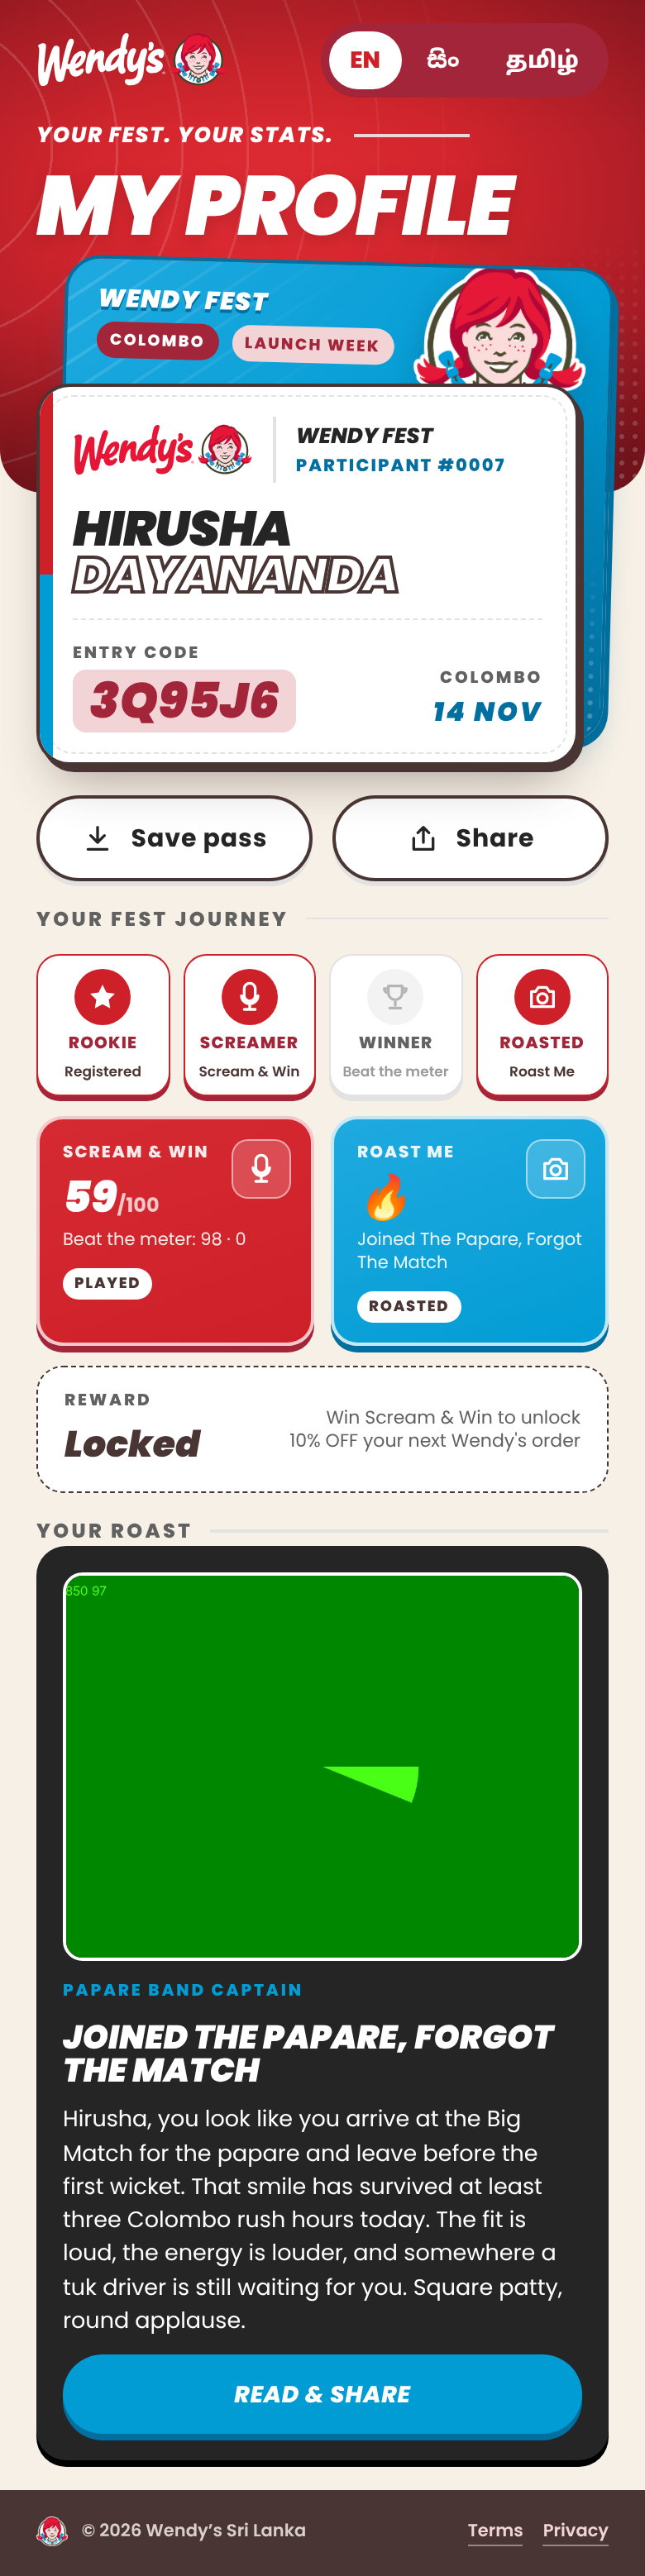 Wendy's
EN සිං தமிழ்
YOUR FEST. YOUR STATS.
MY PROFILE
WENDY FEST
COLOMBO LAUNCH WEEK
Wendy's
WENDY FEST
PARTICIPANT #0007
HIRUSHA
DAYANANDA
ENTRY CODE
3Q95J6
COLOMBO
14 NOV
Save pass Share
YOUR FEST JOURNEY
ROOKIE
Registered
SCREAMER
Scream & Win
WINNER
Beat the meter
ROASTED
Roast Me
SCREAM & WIN
59/100
Beat the meter: 98 · 0
PLAYED
ROAST ME
🔥
Joined The Papare, Forgot
The Match
ROASTED
REWARD
Locked
Win Scream & Win to unlock
10% OFF your next Wendy's order
YOUR ROAST
850 97
PAPARE BAND CAPTAIN
JOINED THE PAPARE, FORGOT
THE MATCH
Hirusha, you look like you arrive at the Big
Match for the papare and leave before the
first wicket. That smile has survived at least
three Colombo rush hours today. The fit is
loud, the energy is louder, and somewhere a
tuk driver is still waiting for you. Square patty,
round applause.
READ & SHARE
© 2026 Wendy’s Sri Lanka
Terms Privacy